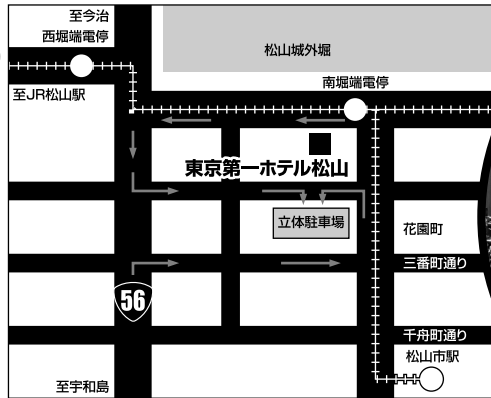 至今治
西堀端電停
松山城外堀
南堀端電停
至JR松山駅
東京第一ホテル松山
立体駐車場
花園町
三番町通り
56
千舟町通り
松山市駅
至宇和島